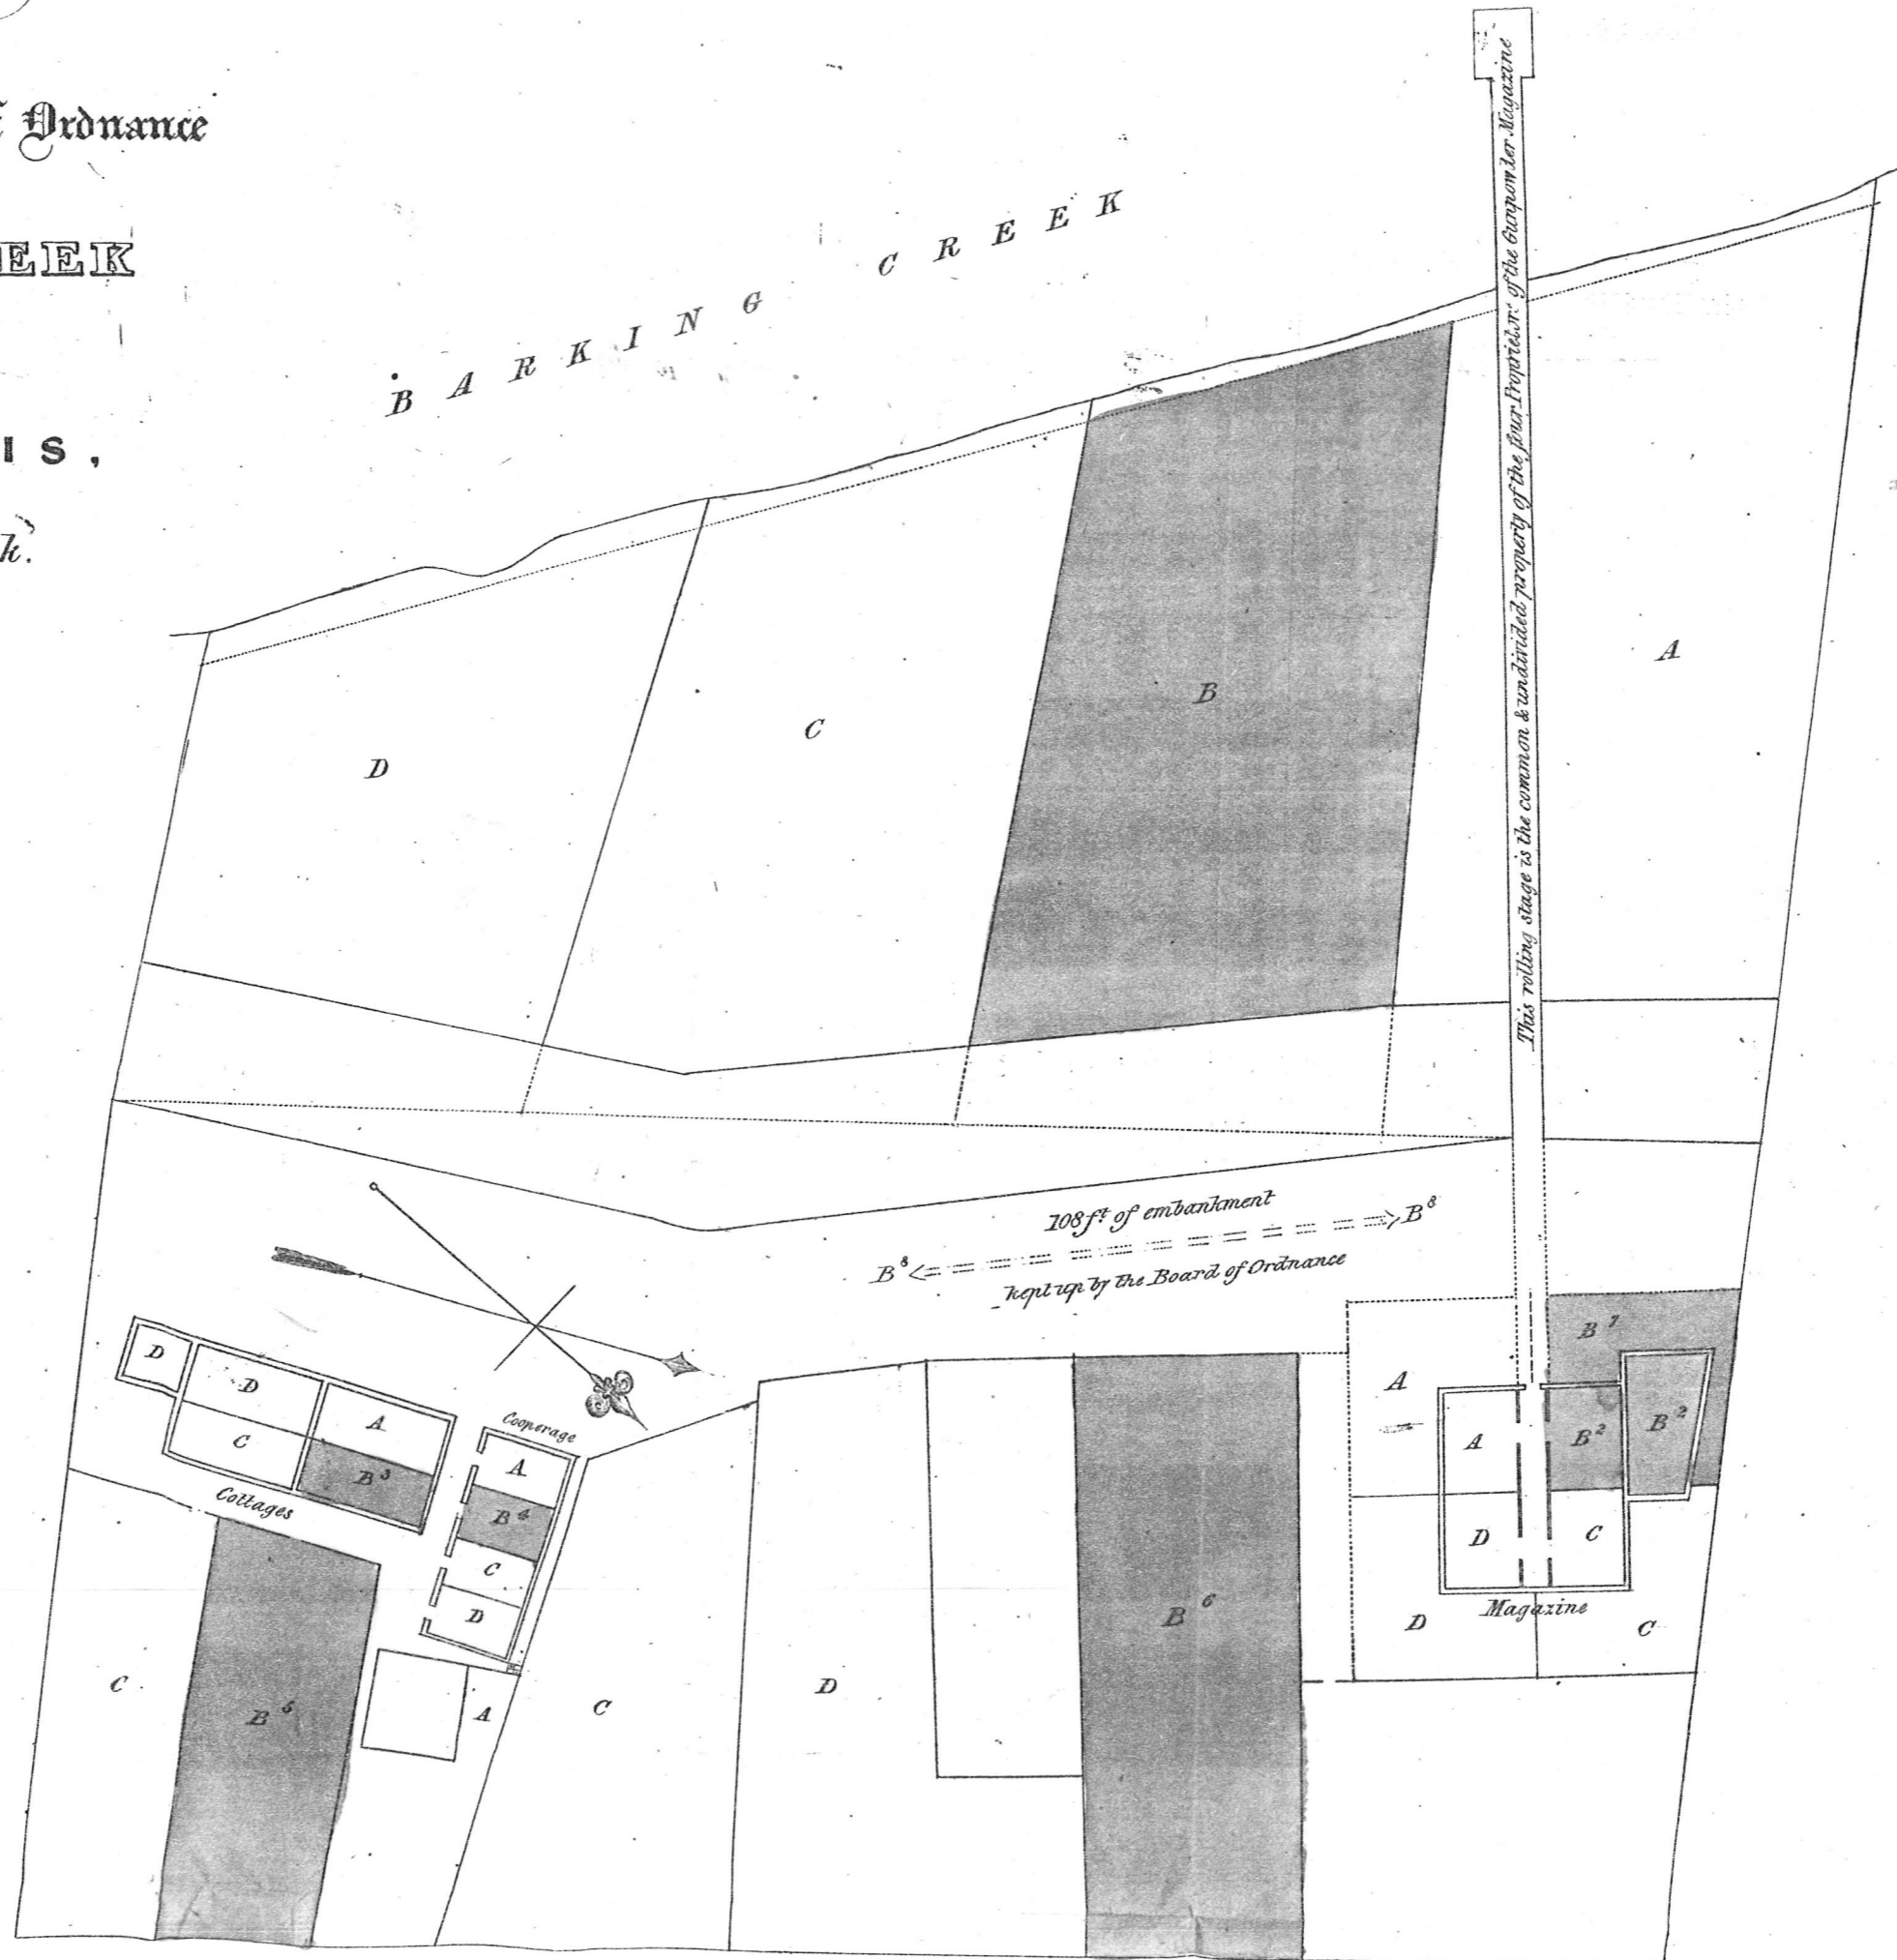 Ordnance
EEK
IS,
k.
BARKING CREEK
This rolling stage is the common & undivided property of the four Propriet.rs of the Gunpowder Magazine
D
C
B
A
108 f.t of embankment
B⁸
B⁸
kept up by the Board of Ordnance
D
D
A
C
B³
Cottages
Cooperage
A
B⁴
C
D
A
B⁷
A
B²
B²
D
C
Magazine
D
C
C
B⁵
A
C
D
B⁶